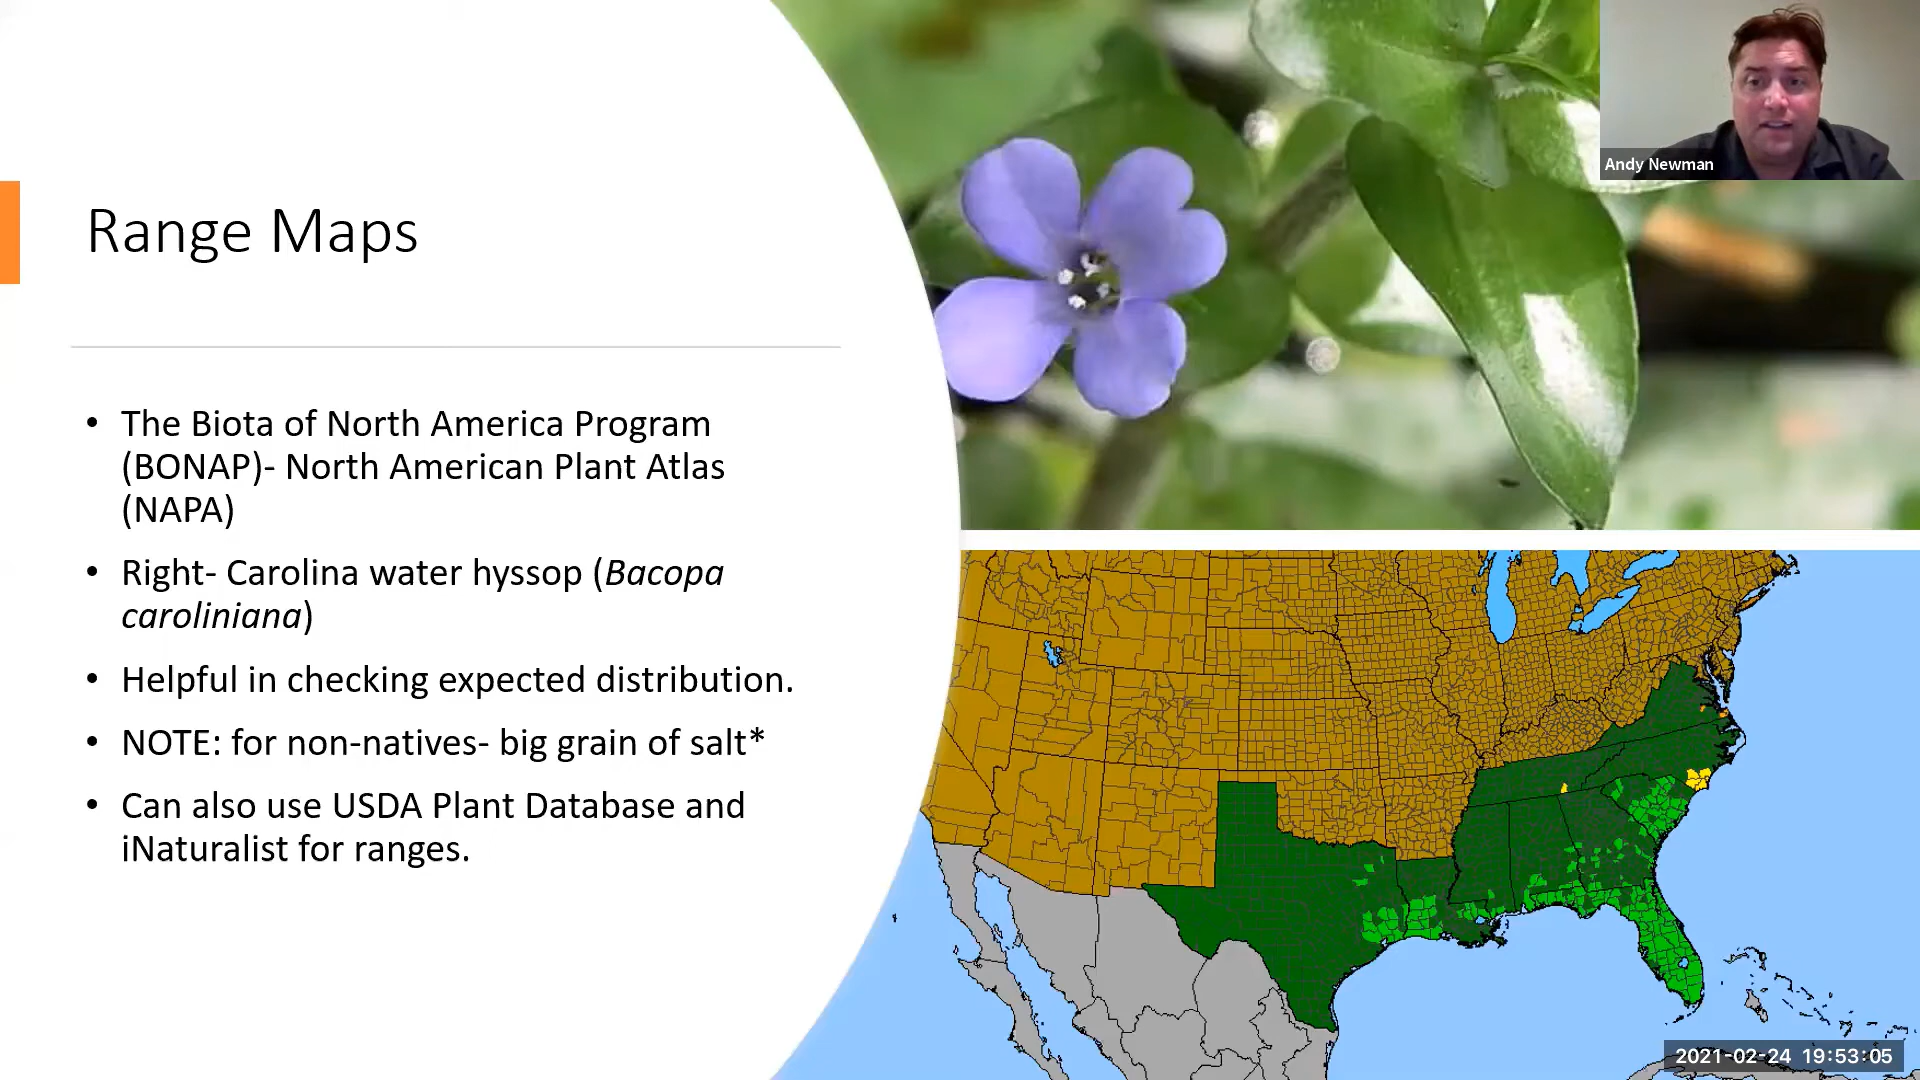 Range Maps
• The Biota of North America Program
(BONAP)- North American Plant Atlas
(NAPA)
• Right- Carolina water hyssop (Bacopa
caroliniana)
• Helpful in checking expected distribution.
• NOTE: for non-natives- big grain of salt*
• Can also use USDA Plant Database and
iNaturalist for ranges.
Andy Newman
2021-02-24 19:53:05